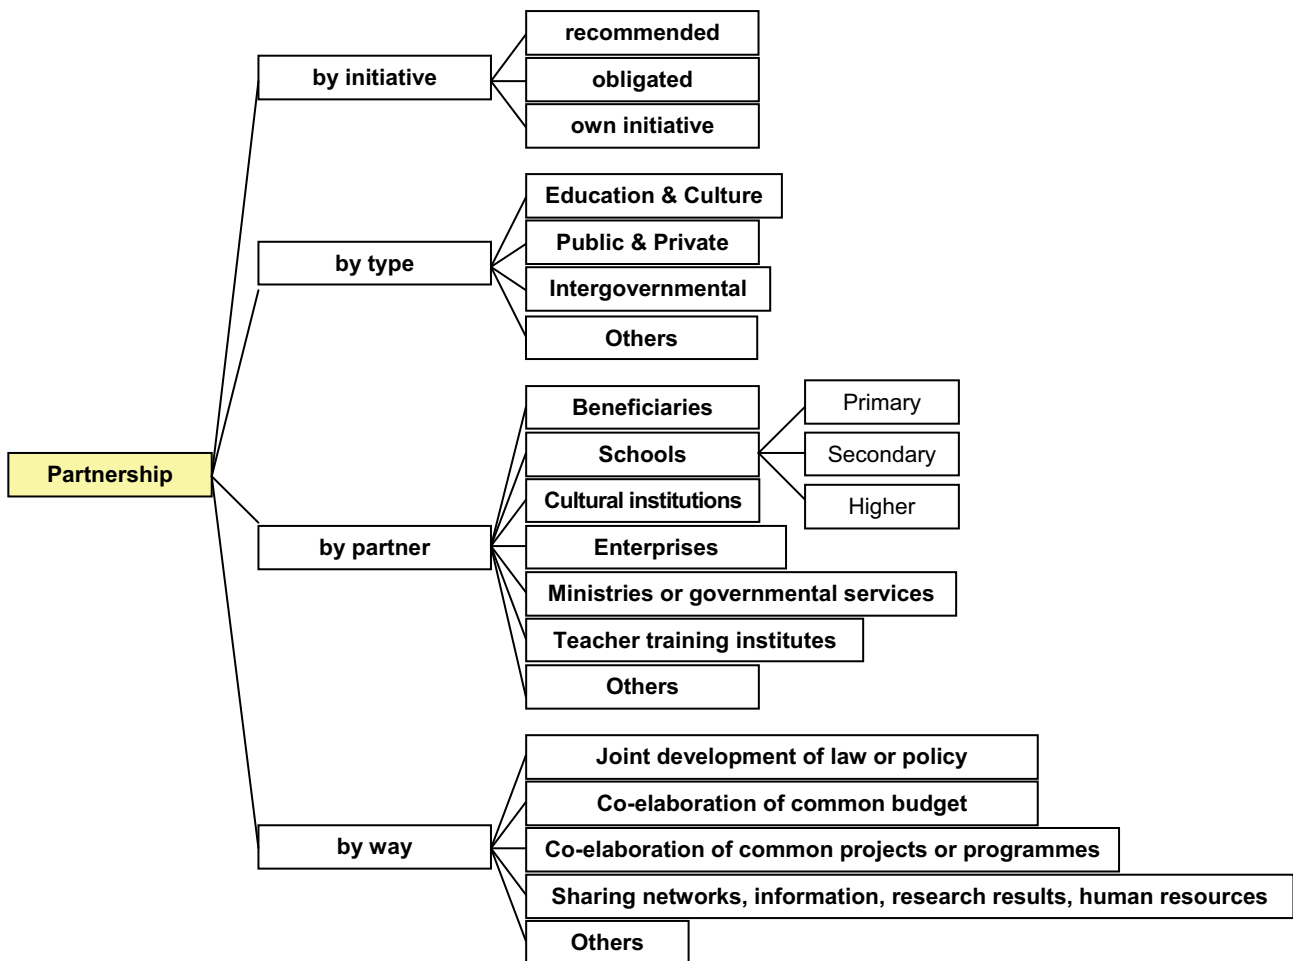 Partnership
by initiative
recommended
obligated
own initiative
by type
Education & Culture
Public & Private
Intergovernmental
Others
by partner
Beneficiaries
Schools
Primary
Secondary
Higher
Cultural institutions
Enterprises
Ministries or governmental services
Teacher training institutes
Others
by way
Joint development of law or policy
Co-elaboration of common budget
Co-elaboration of common projects or programmes
Sharing networks, information, research results, human resources
Others